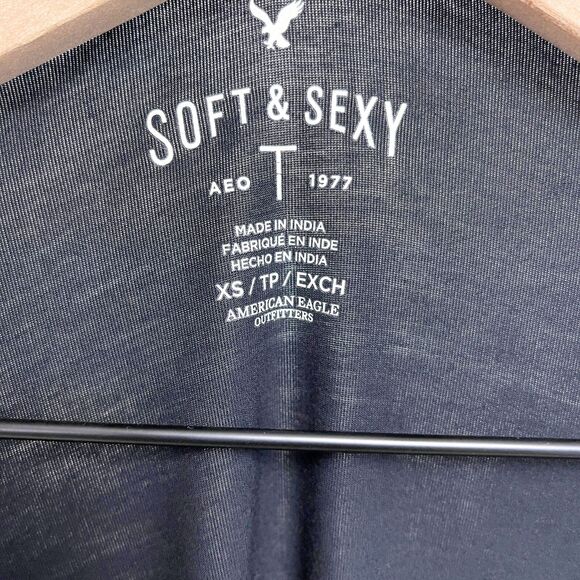 SOFT & SEXY
AEO T 1977
MADE IN INDIA
FABRIQUÉ EN INDE
HECHO EN INDIA
XS / TP / EXCH
AMERICAN EAGLE
OUTFITTERS